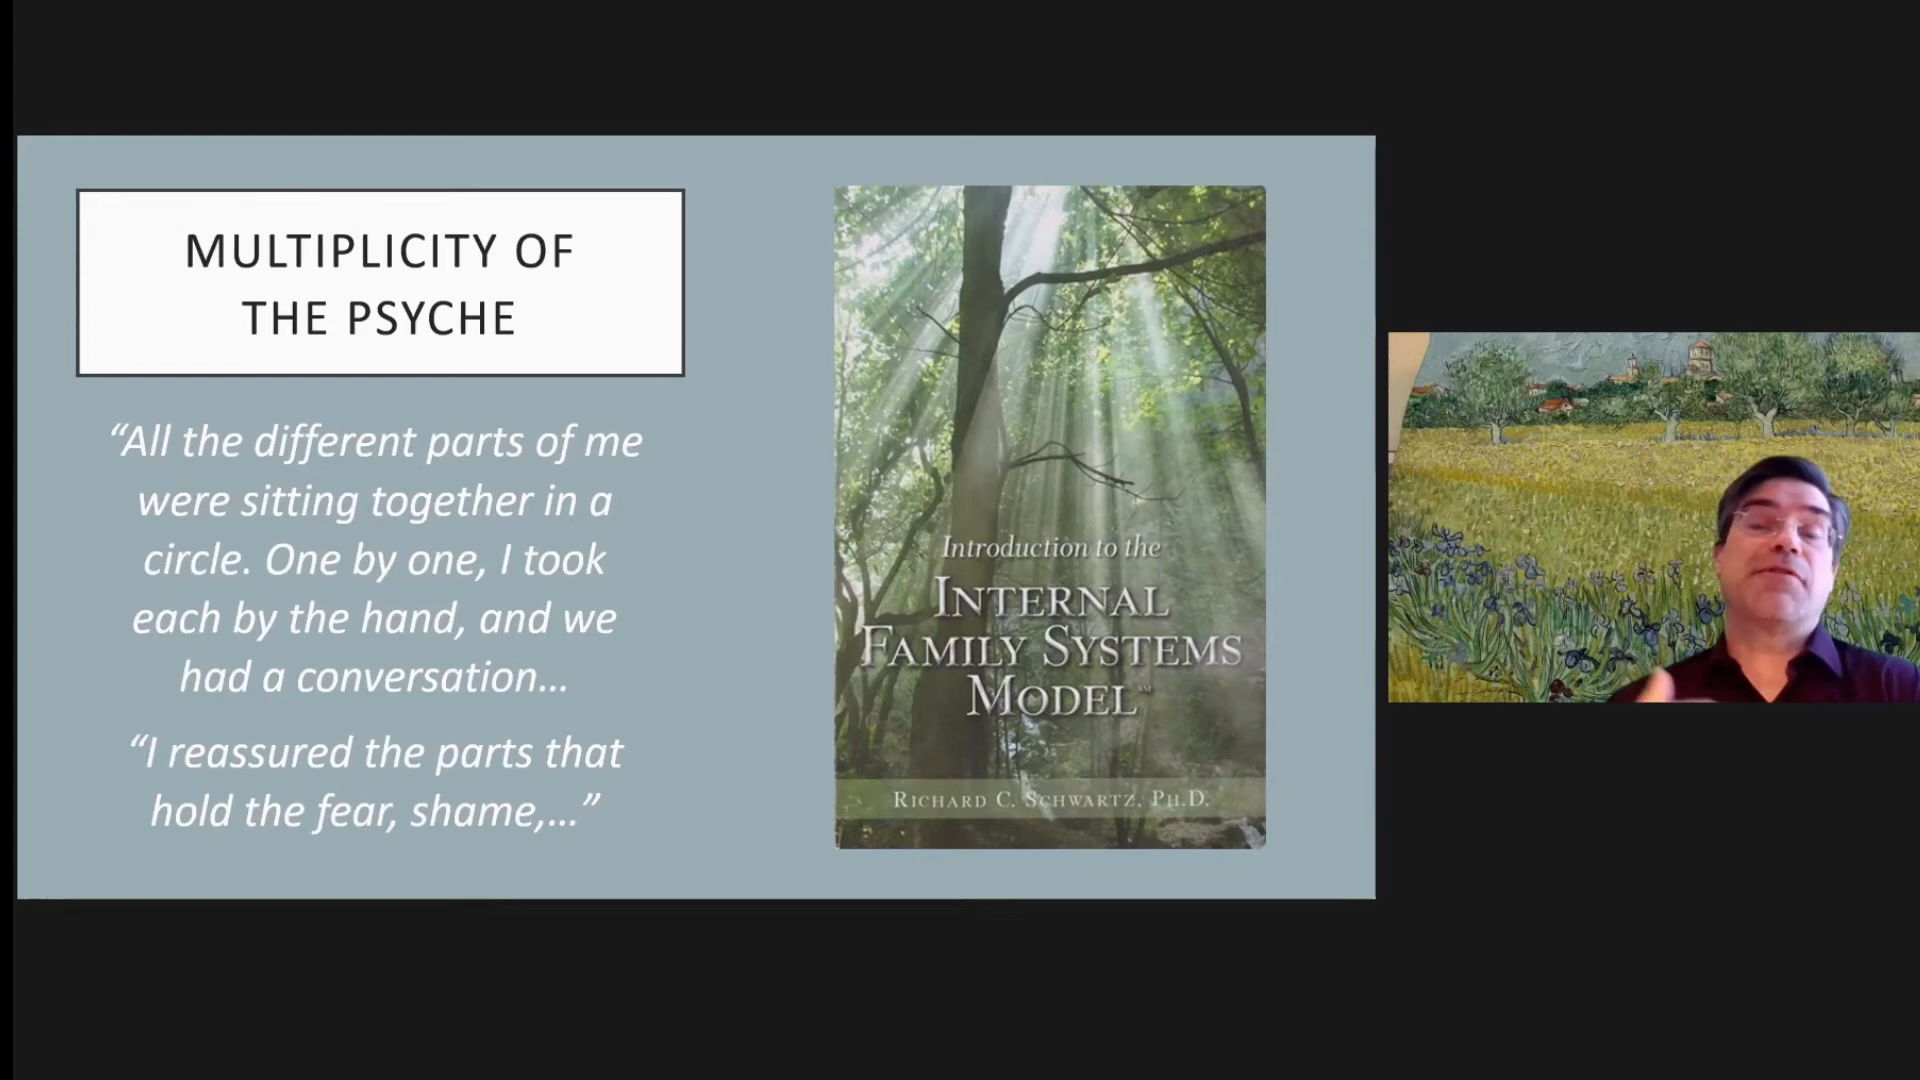 MULTIPLICITY OF
THE PSYCHE
“All the different parts of me
were sitting together in a
circle. One by one, I took
each by the hand, and we
had a conversation…
“I reassured the parts that
hold the fear, shame,…”
Introduction to the
INTERNAL
FAMILY SYSTEMS
MODEL℠
RICHARD C. SCHWARTZ, PH.D.